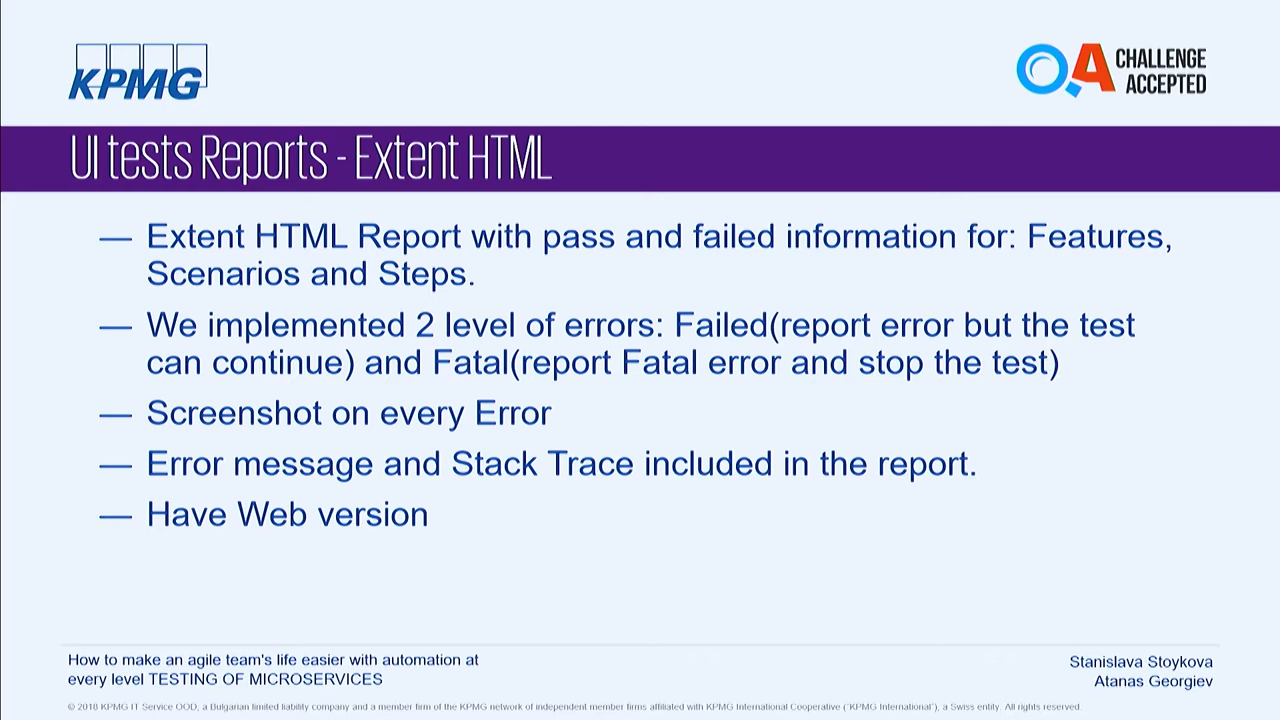 KPMG
QA CHALLENGE
ACCEPTED
UI tests Reports - Extent HTML
— Extent HTML Report with pass and failed information for: Features,
Scenarios and Steps.
— We implemented 2 level of errors: Failed(report error but the test
can continue) and Fatal(report Fatal error and stop the test)
— Screenshot on every Error
— Error message and Stack Trace included in the report.
— Have Web version
How to make an agile team's life easier with automation at
every level TESTING OF MICROSERVICES
Stanislava Stoykova
Atanas Georgiev
© 2018 KPMG IT Service OOD, a Bulgarian limited liability company and a member firm of the KPMG network of independent member firms affiliated with KPMG International Cooperative ("KPMG International"), a Swiss entity. All rights reserved.